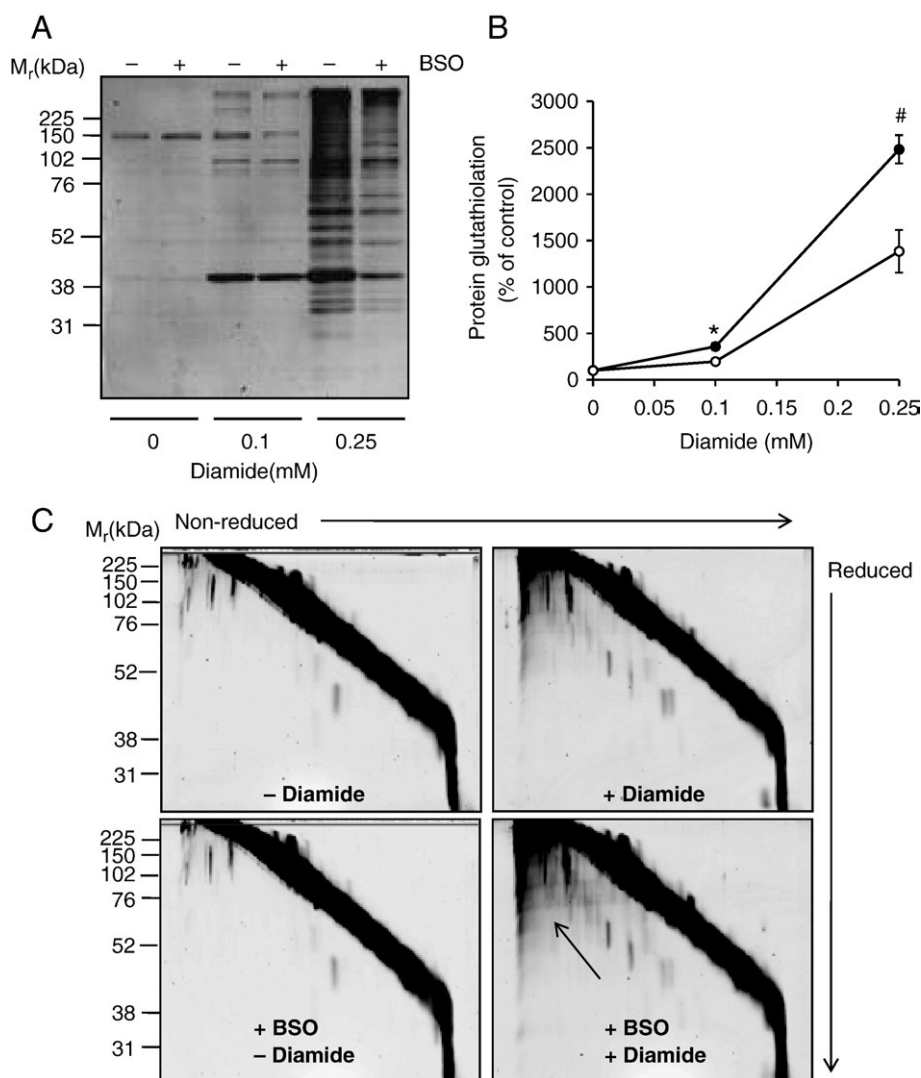 A
Mr(kDa) – + – + – + BSO
225
150
102
76
52
38
31
0 0.1 0.25
Diamide(mM)
B
Protein glutathiolation
(% of control)
3000
2500
2000
1500
1000
500
0
#
*
0 0.05 0.1 0.15 0.2 0.25
Diamide (mM)
C
Mr(kDa) Non-reduced
Reduced
225
150
102
76
52
38
31
– Diamide
+ Diamide
225
150
102
76
52
38
31
+ BSO
– Diamide
+ BSO
+ Diamide